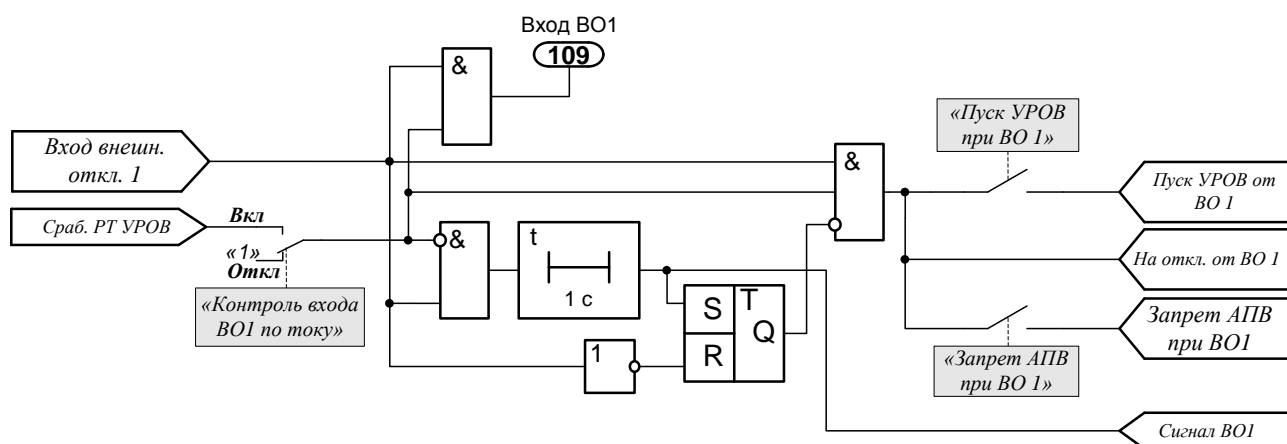 Вход ВО1
109
&
Вход внешн.
откл. 1
«Пуск УРОВ
при ВО 1»
&
Пуск УРОВ от
ВО 1
Сраб. РТ УРОВ
Вкл
«1»
Откл
&
t
1 с
На откл. от ВО 1
«Контроль входа
ВО1 по току»
S
T
Q
R
1
Запрет АПВ
при ВО1
«Запрет АПВ
при ВО 1»
Сигнал ВО1